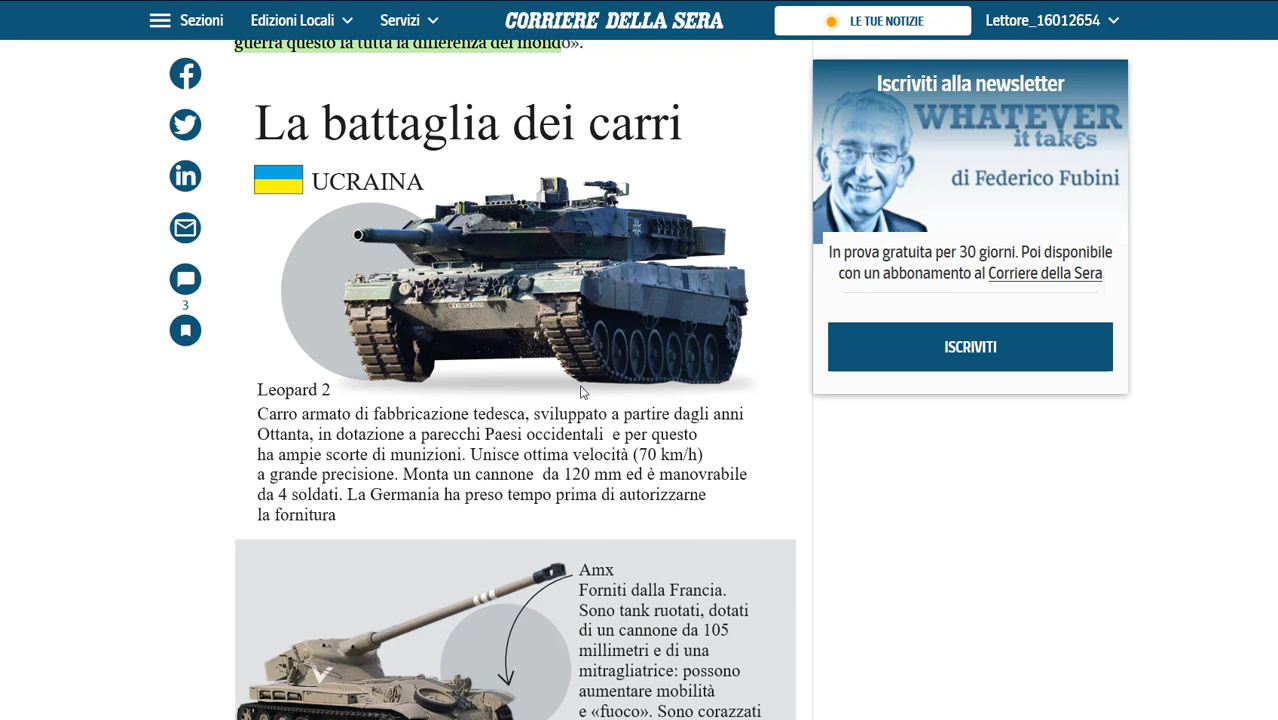 Sezioni
Edizioni Locali
Servizi
CORRIERE DELLA SERA
LE TUE NOTIZIE
Lettore_16012654
guerra questo fa tutta la differenza del mondo».
3
La battaglia dei carri
UCRAINA
Leopard 2
Carro armato di fabbricazione tedesca, sviluppato a partire dagli anni
Ottanta, in dotazione a parecchi Paesi occidentali e per questo
ha ampie scorte di munizioni. Unisce ottima velocità (70 km/h)
a grande precisione. Monta un cannone da 120 mm ed è manovrabile
da 4 soldati. La Germania ha preso tempo prima di autorizzarne
la fornitura
Amx
Forniti dalla Francia.
Sono tank ruotati, dotati
di un cannone da 105
millimetri e di una
mitragliatrice: possono
aumentare mobilità
e «fuoco». Sono corazzati
Iscriviti alla newsletter
WHATEVER
it tak€s
di Federico Fubini
In prova gratuita per 30 giorni. Poi disponibile
con un abbonamento al Corriere della Sera
ISCRIVITI